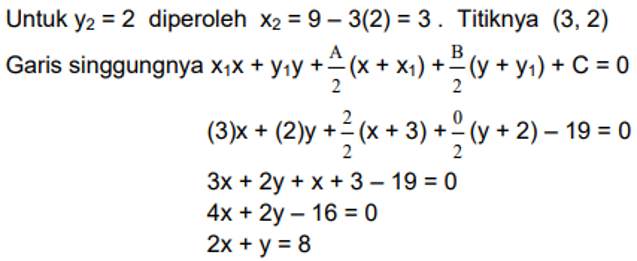 Untuk y₂ = 2 diperoleh x₂ = 9 – 3(2) = 3 . Titiknya (3, 2)
Garis singgungnya x₁x + y₁y + A/2 (x + x₁) + B/2 (y + y₁) + C = 0
(3)x + (2)y + 2/2 (x + 3) + 0/2 (y + 2) – 19 = 0
3x + 2y + x + 3 – 19 = 0
4x + 2y – 16 = 0
2x + y = 8